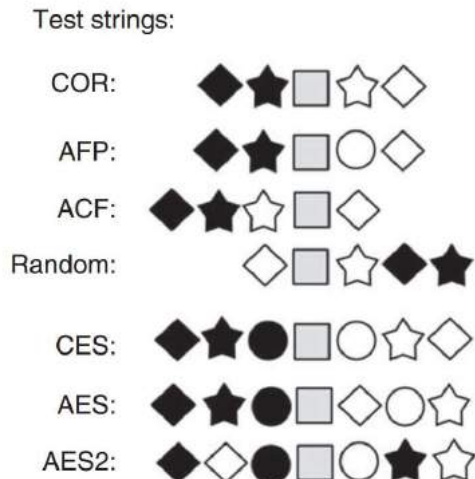 Test strings:
COR:
AFP:
ACF:
Random:
CES:
AES:
AES2: